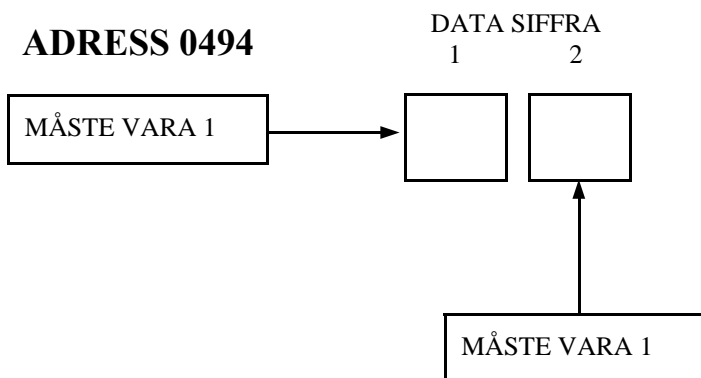 ADRESS 0494
DATA SIFFRA
1 2
MÅSTE VARA 1
MÅSTE VARA 1